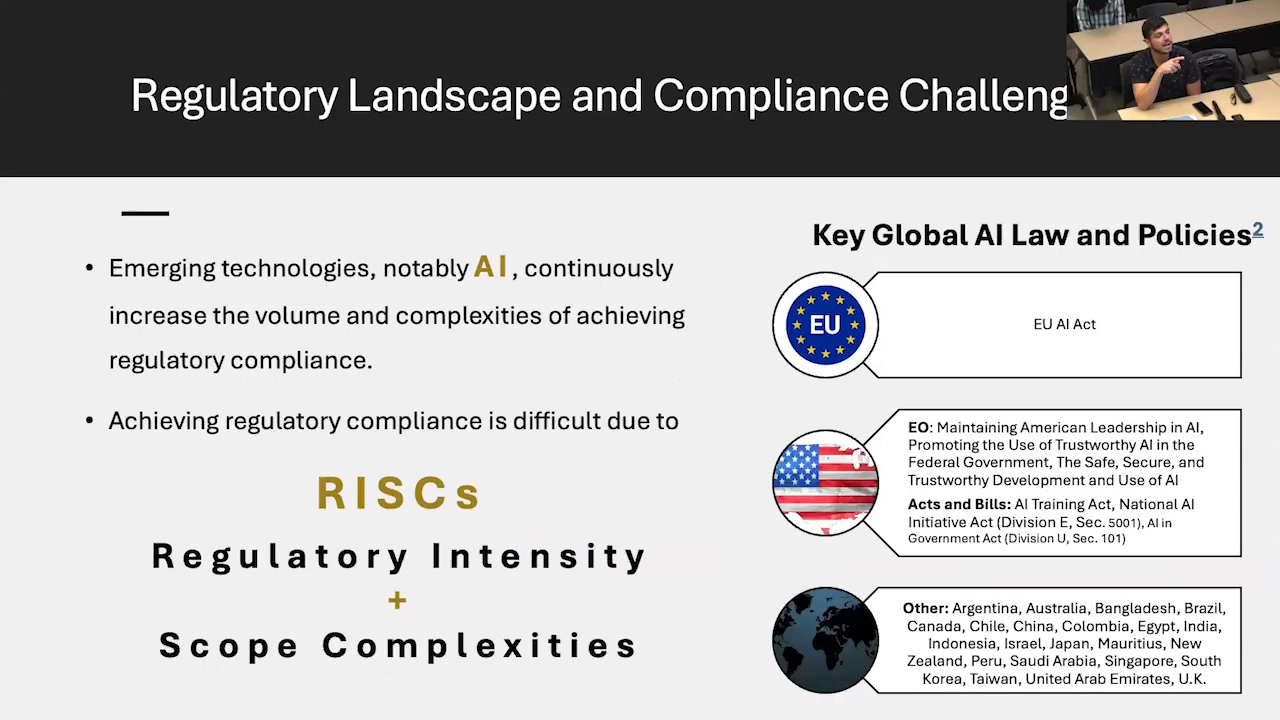 Regulatory Landscape and Compliance Challeng
• Emerging technologies, notably AI, continuously
increase the volume and complexities of achieving
regulatory compliance.
• Achieving regulatory compliance is difficult due to
RISCs
Regulatory Intensity
+
Scope Complexities
Key Global AI Law and Policies2
EU
EU AI Act
EO: Maintaining American Leadership in AI,
Promoting the Use of Trustworthy AI in the
Federal Government, The Safe, Secure, and
Trustworthy Development and Use of AI
Acts and Bills: AI Training Act, National AI
Initiative Act (Division E, Sec. 5001), AI in
Government Act (Division U, Sec. 101)
Other: Argentina, Australia, Bangladesh, Brazil,
Canada, Chile, China, Colombia, Egypt, India,
Indonesia, Israel, Japan, Mauritius, New
Zealand, Peru, Saudi Arabia, Singapore, South
Korea, Taiwan, United Arab Emirates, U.K.